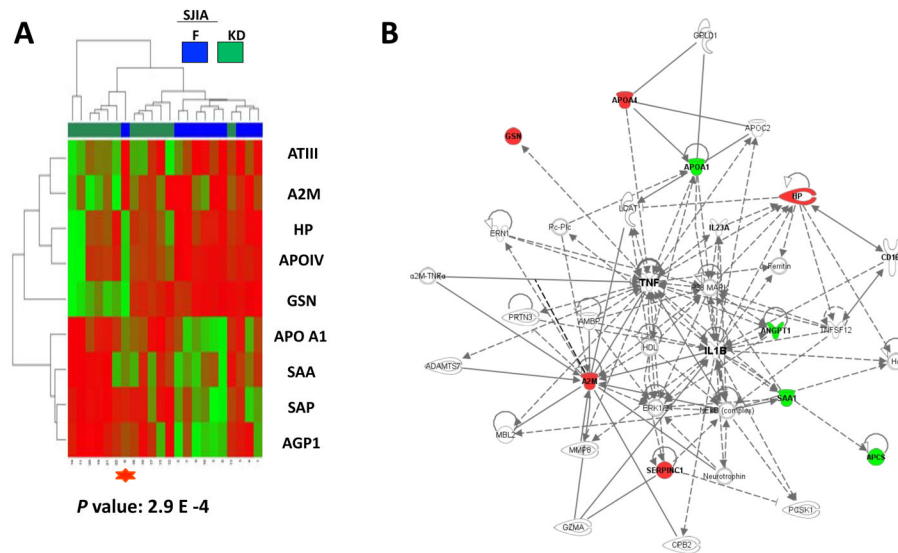 A
SJIA
F KD
ATIII
A2M
HP
APOIV
GSN
APO A1
SAA
SAP
AGP1
P value: 2.9 E -4
B
GPLD1
APOA4
GSN
APOC2
APOA1
HP
LCAT
IL23A
ERN1
Pc-Plc
CD16
α2M-TNFα
TNF
P38 MAPK
PRTN3
AMBP
ANGPT1
TNFSF12
HDL
IL1B
ADAMTS7
A2M
SAA1
ERK1/2
NFkB (complex)
MBL2
MMP8
APCS
SERPINC1
Neurotrophin
GZMA
PCSK1
CPB2